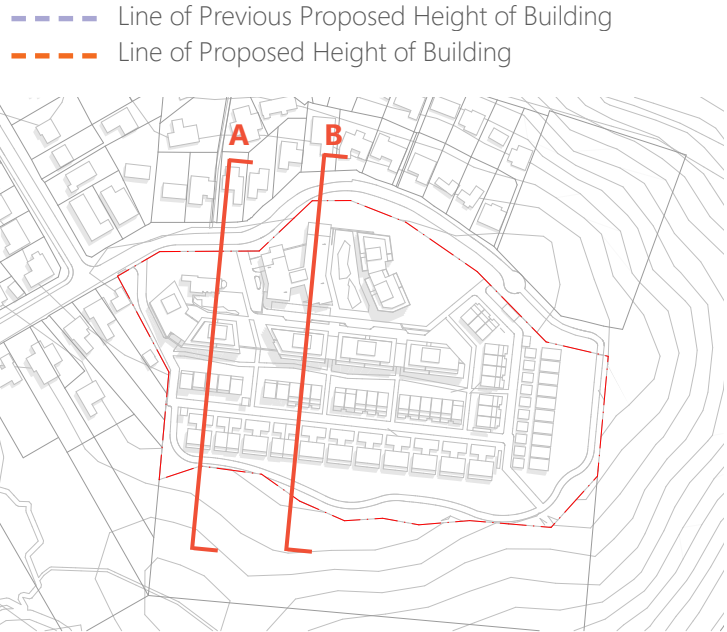 Line of Previous Proposed Height of Building
Line of Proposed Height of Building
A
B